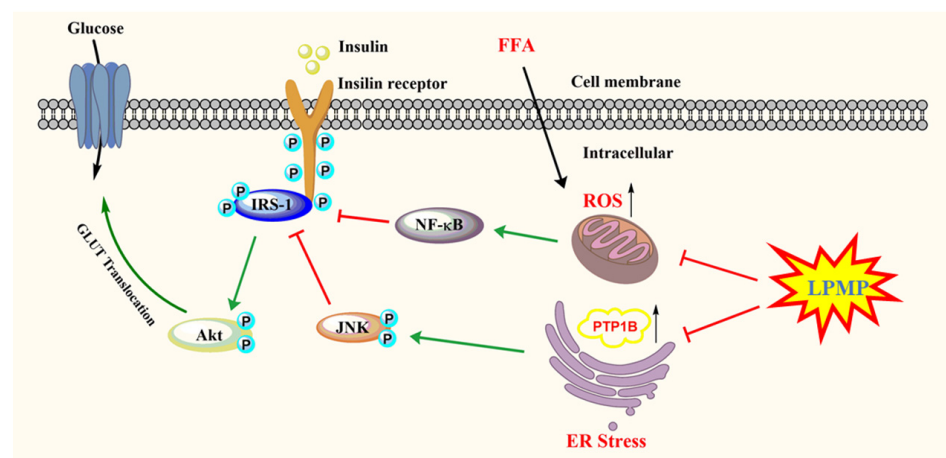 Glucose
Insulin
Insilin receptor
FFA
Cell membrane
Intracellular
P
P
P
P
P
P
P
P
IRS-1
ROS
NF-κB
LPMP
GLUT Translocation
Akt
P
P
JNK
P
P
PTP1B
ER Stress